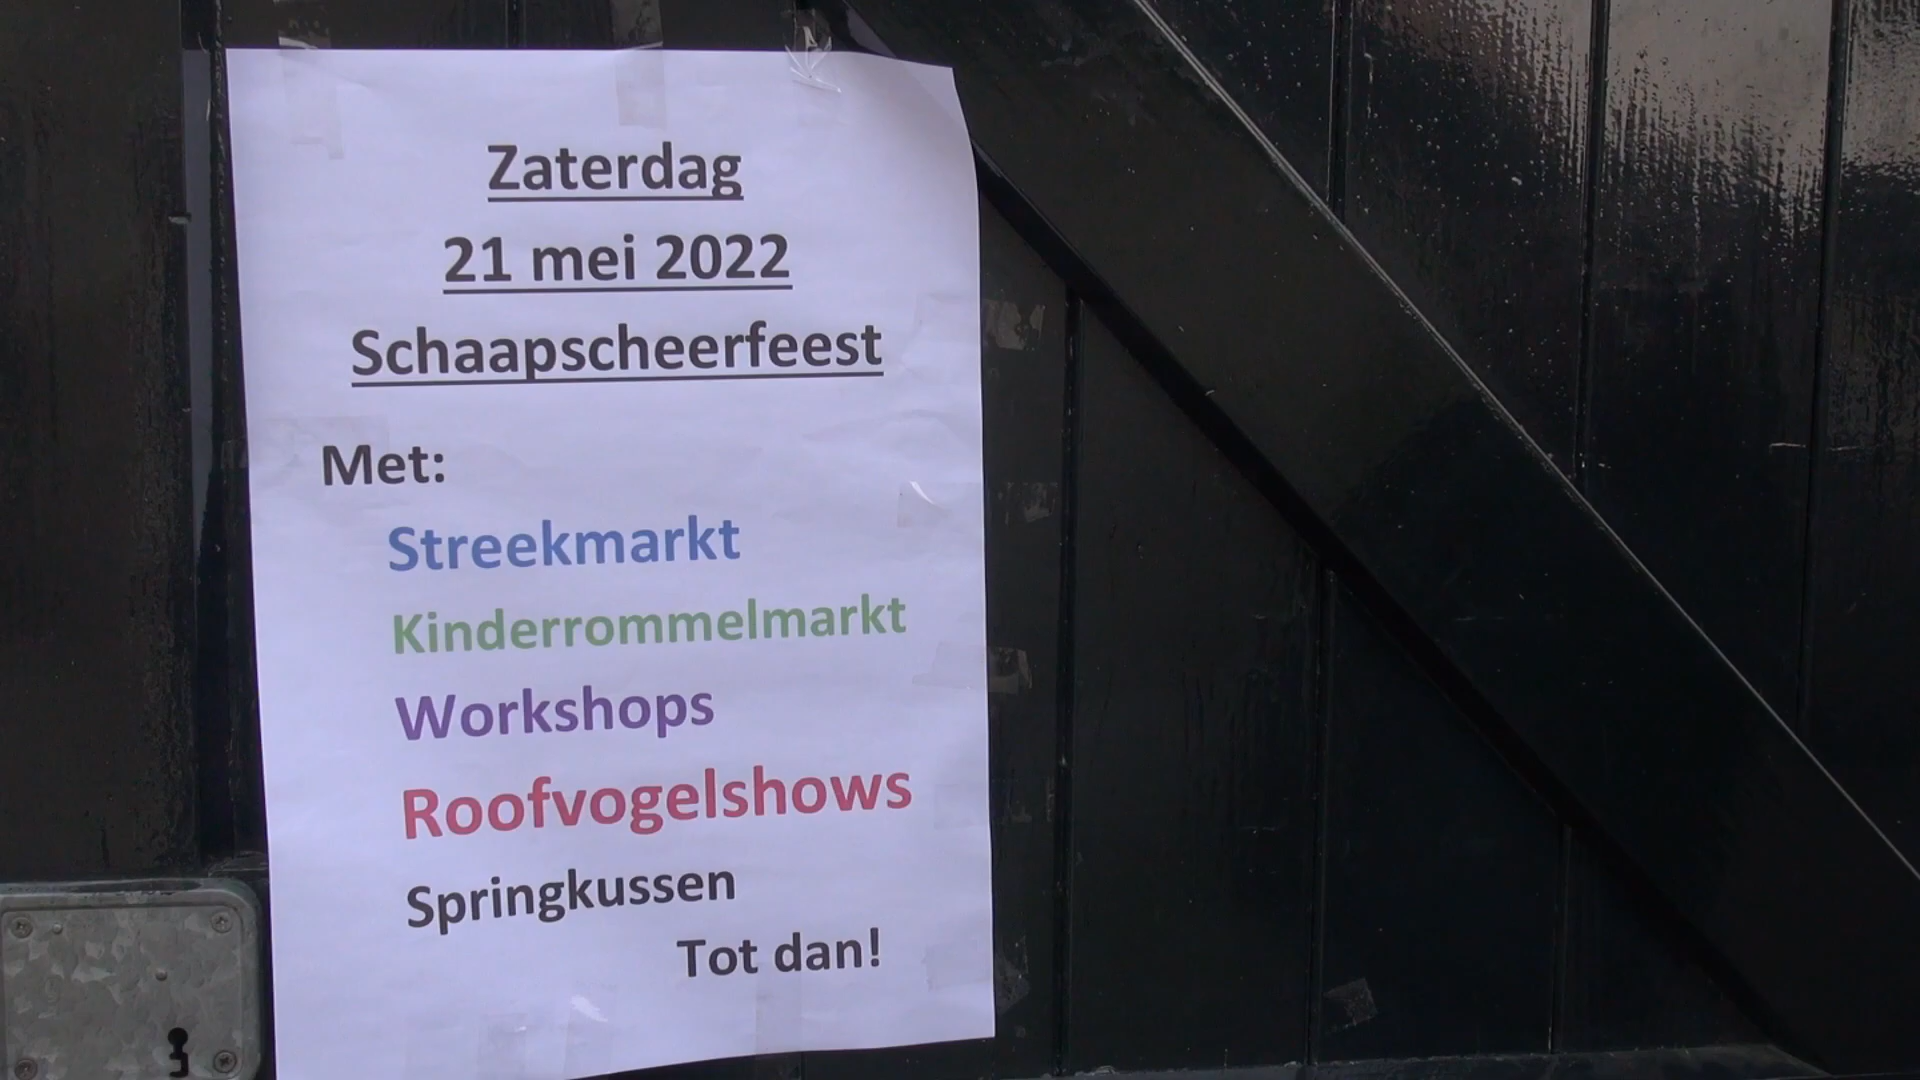 Zaterdag
21 mei 2022
Schaapscheerfeest
Met:
Streekmarkt
Kinderrommelmarkt
Workshops
Roofvogelshows
Springkussen
Tot dan!